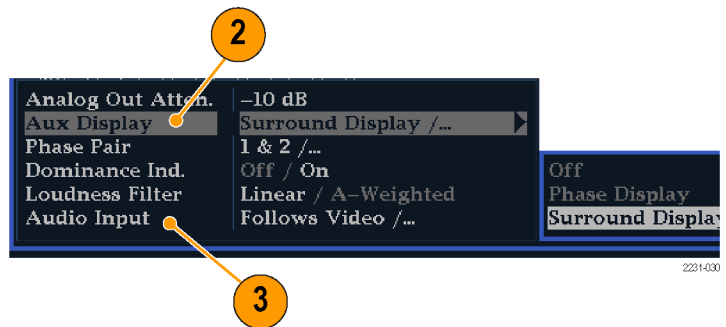 2
Analog Out Atten. –10 dB
Aux Display Surround Display /...
Phase Pair 1 & 2 /...
Dominance Ind. Off / On
Loudness Filter Linear / A–Weighted
Audio Input Follows Video /...
Off
Phase Display
Surround Display
3
2231-030